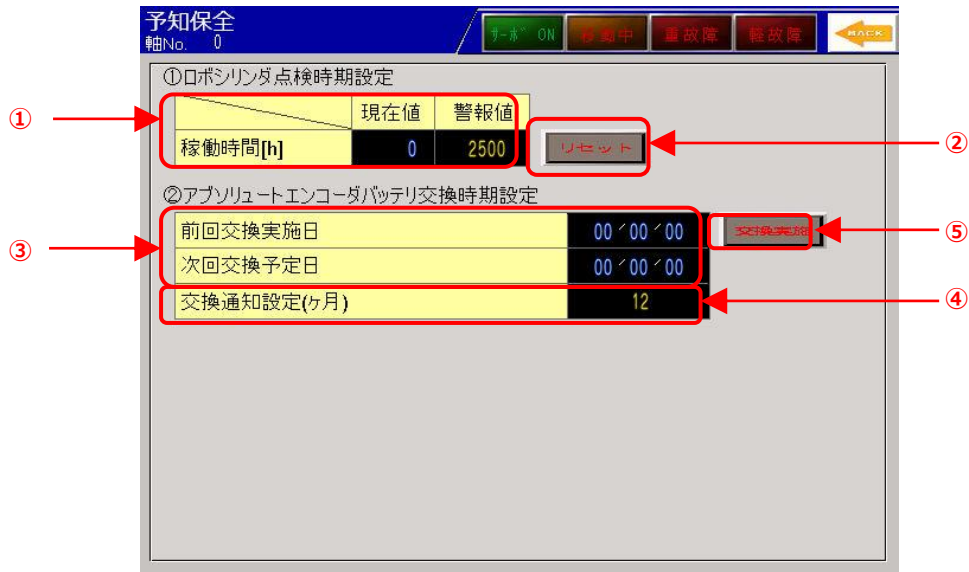 予知保全
軸No. 0
ｻｰﾎﾞ ON 移動中 重故障 軽故障 BACK
①ロボシリンダ点検時期設定
現在値 警報値
① ②
稼働時間[h] 0 2500 リセット
②アブソリュートエンコーダバッテリ交換時期設定
前回交換実施日 00/00/00 交換実施 ⑤
③
次回交換予定日 00/00/00
交換通知設定(ヶ月) 12 ④